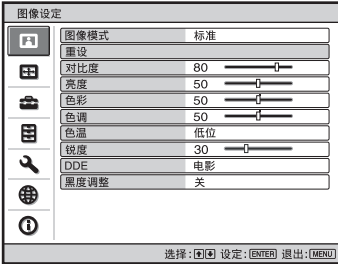 图像设定
图像模式 标准
重设
对比度 80
亮度 50
色彩 50
色调 50
色温 低位
锐度 30
DDE 电影
黑度调整 关
选择: 设定:ENTER 退出:MENU